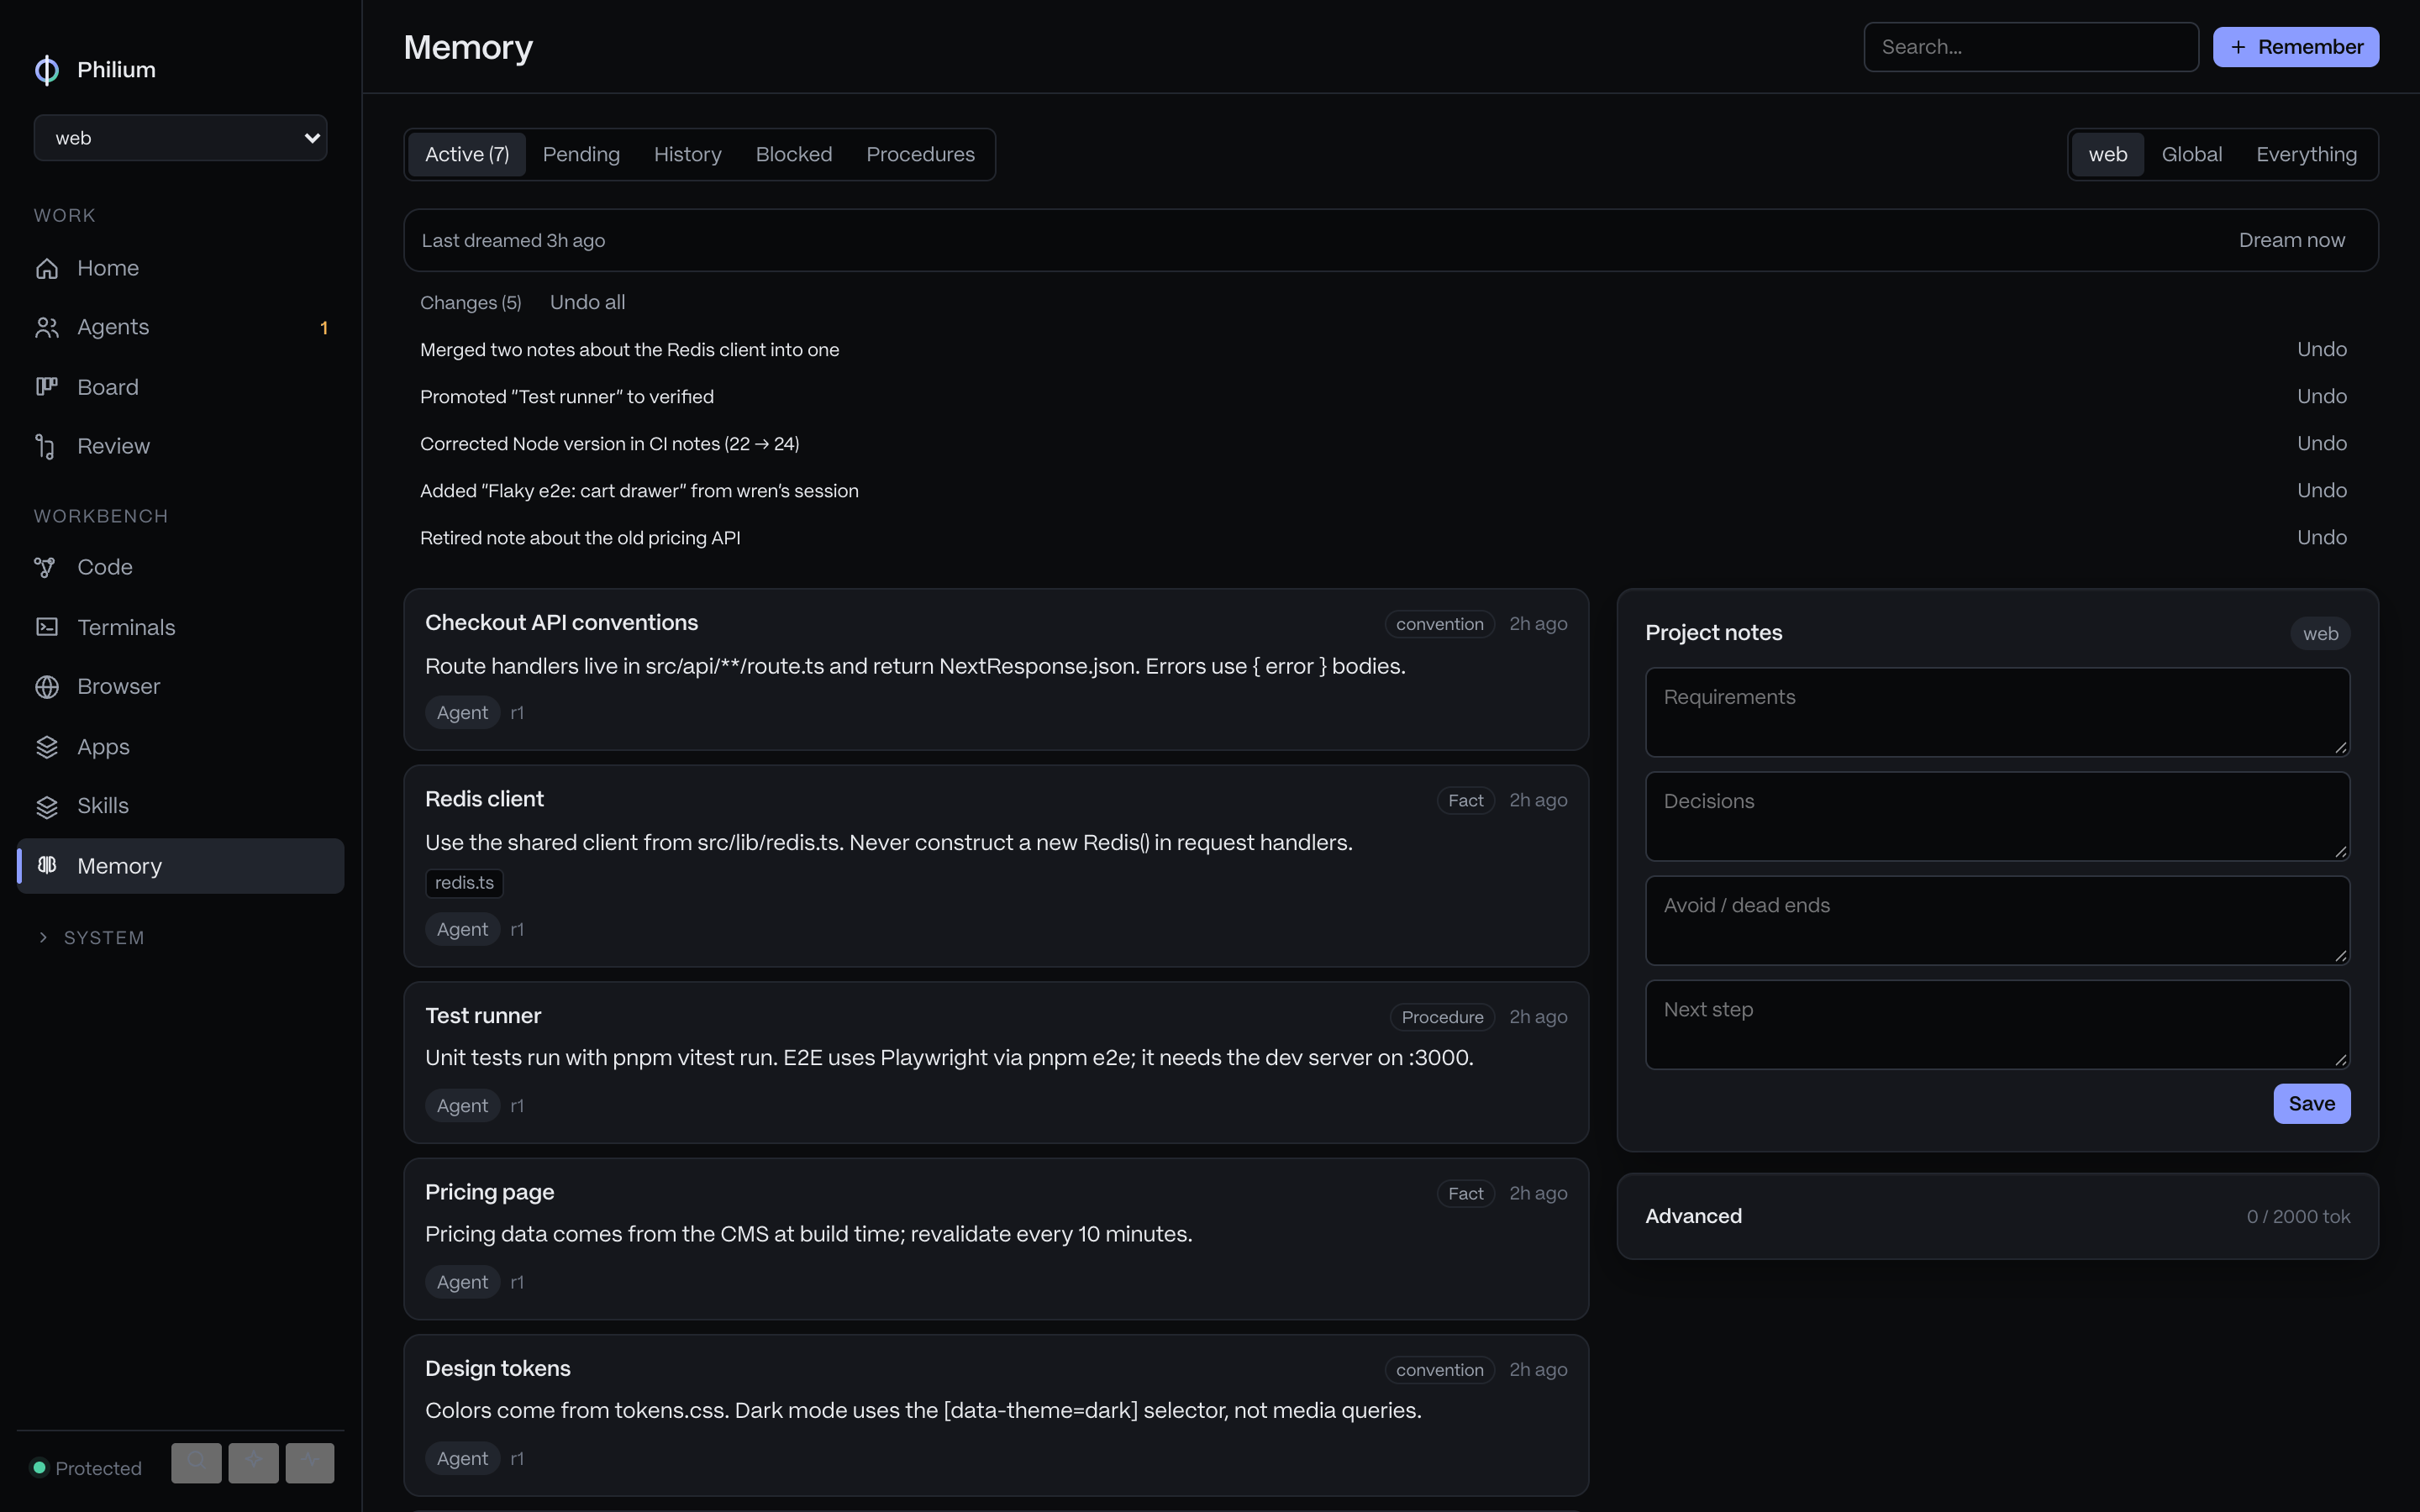 Philium
web
WORK
Home
Agents 1
Board
Review
WORKBENCH
Code
Terminals
Browser
Apps
Skills
Memory
SYSTEM
Protected
Memory
Search...
+ Remember
Active (7) Pending History Blocked Procedures
web Global Everything
Last dreamed 3h ago Dream now
Changes (5) Undo all
Merged two notes about the Redis client into one Undo
Promoted "Test runner" to verified Undo
Corrected Node version in CI notes (22 → 24) Undo
Added "Flaky e2e: cart drawer" from wren's session Undo
Retired note about the old pricing API Undo
Checkout API conventions convention 2h ago
Route handlers live in src/api/**/route.ts and return NextResponse.json. Errors use { error } bodies.
Agent r1
Redis client Fact 2h ago
Use the shared client from src/lib/redis.ts. Never construct a new Redis() in request handlers.
redis.ts
Agent r1
Test runner Procedure 2h ago
Unit tests run with pnpm vitest run. E2E uses Playwright via pnpm e2e; it needs the dev server on :3000.
Agent r1
Pricing page Fact 2h ago
Pricing data comes from the CMS at build time; revalidate every 10 minutes.
Agent r1
Design tokens convention 2h ago
Colors come from tokens.css. Dark mode uses the [data-theme=dark] selector, not media queries.
Agent r1
Project notes web
Requirements
Decisions
Avoid / dead ends
Next step
Save
Advanced 0 / 2000 tok